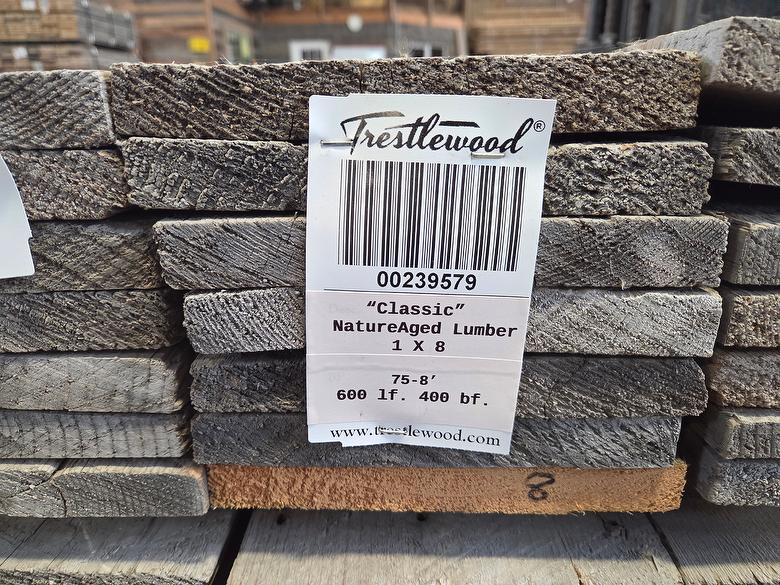 Trestlewood®
00239579
"Classic"
NatureAged Lumber
1 X 8
75-8'
600 lf. 400 bf.
www.trestlewood.com
8